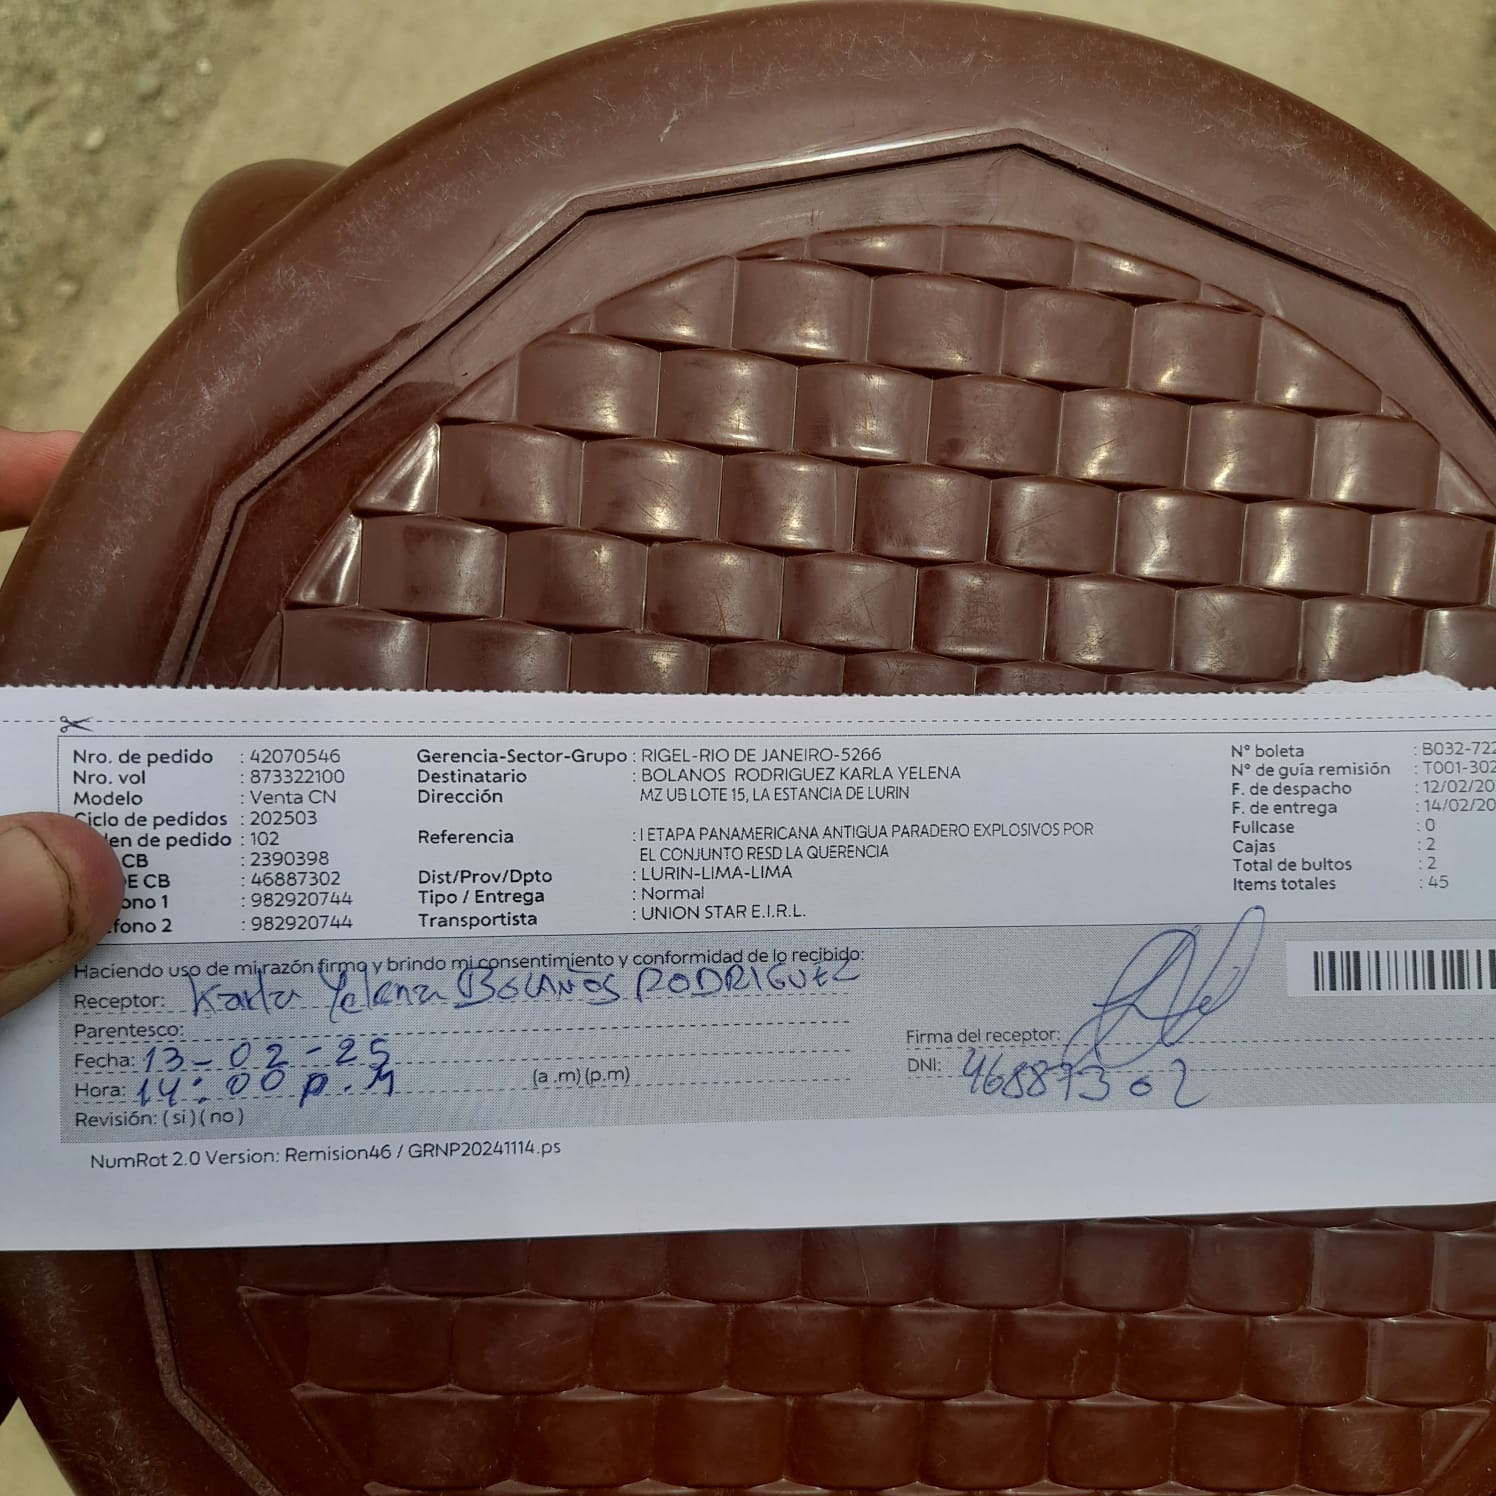 Nro. de pedido : 42070546 Gerencia-Sector-Grupo : RIGEL-RIO DE JANEIRO-5266 N° boleta : B032-722
Nro. vol : 873322100 Destinatario : BOLANOS RODRIGUEZ KARLA YELENA N° de guía remisión : T001-302
Modelo : Venta CN Dirección MZ UB LOTE 15, LA ESTANCIA DE LURIN F. de despacho : 12/02/20
Ciclo de pedidos : 202503 F. de entrega : 14/02/20
en de pedido : 102 Referencia : I ETAPA PANAMERICANA ANTIGUA PARADERO EXPLOSIVOS POR Fullcase : 0
CB : 2390398 EL CONJUNTO RESD LA QUERENCIA Cajas : 2
E CB : 46887302 Dist/Prov/Dpto : LURIN-LIMA-LIMA Total de bultos : 2
ono 1 : 982920744 Tipo / Entrega : Normal Items totales : 45
fono 2 : 982920744 Transportista : UNION STAR E.I.R.L.
Haciendo uso de mi razón firmo y brindo mi consentimiento y conformidad de lo recibido:
Receptor: Karla Yelena BOLAÑOS RODRIGUEZ
Parentesco:
Firma del receptor:
Fecha: 13-02-25
DNI: 46887302
Hora: 14:00 p.m (a .m) (p.m)
Revisión: ( si ) ( no )
NumRot 2.0 Version: Remision46 / GRNP20241114.ps